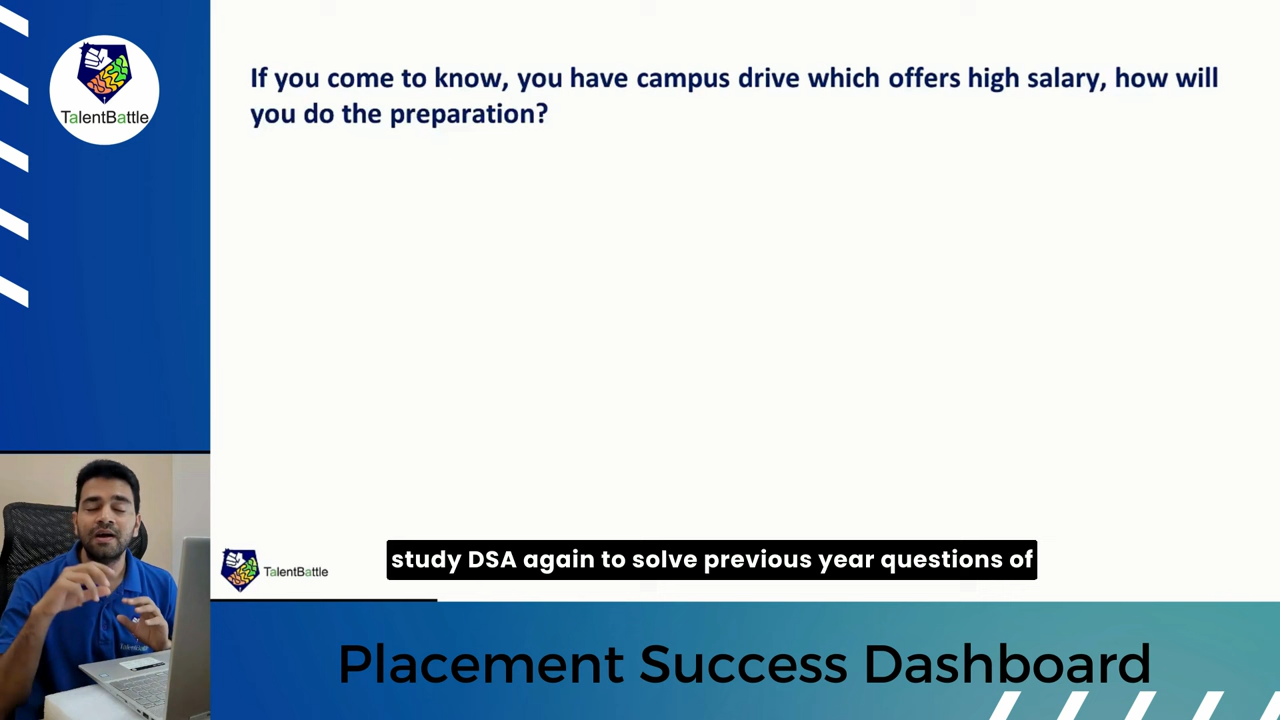 TalentBattle
If you come to know, you have campus drive which offers high salary, how will
you do the preparation?
TalentBattle
study DSA again to solve previous year questions of
Placement Success Dashboard